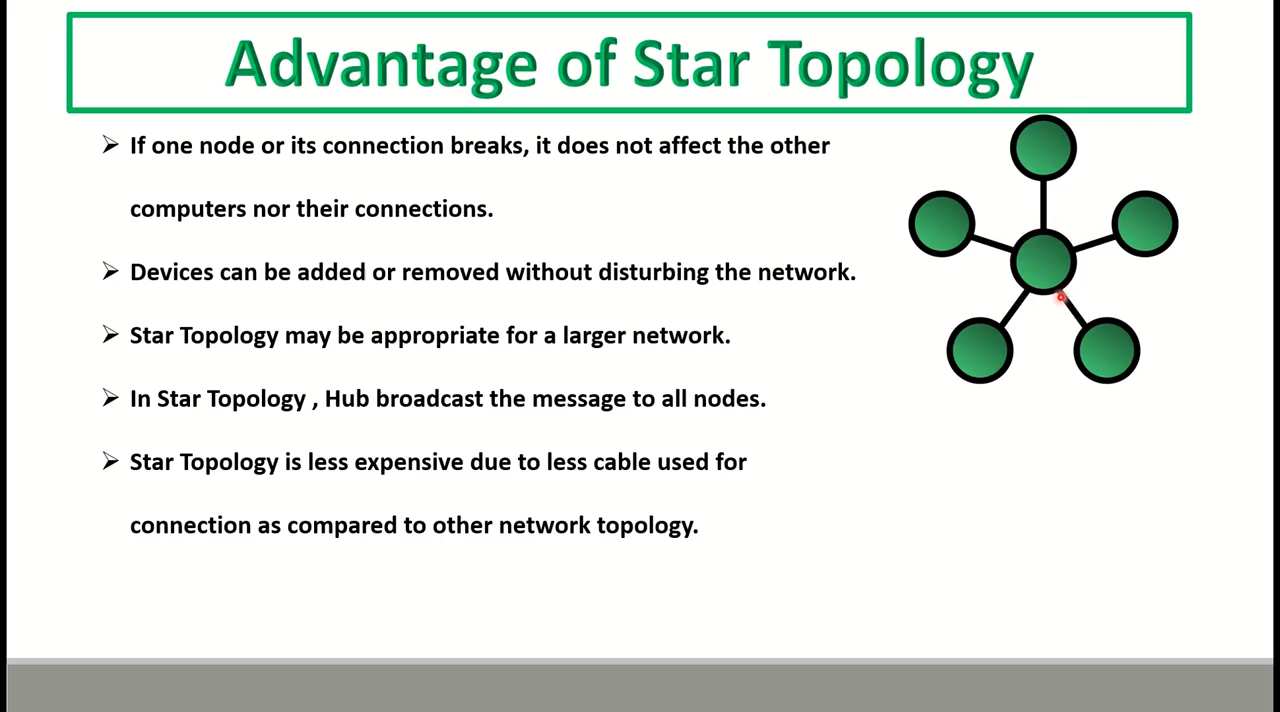 Advantage of Star Topology
➢ If one node or its connection breaks, it does not affect the other
computers nor their connections.
➢ Devices can be added or removed without disturbing the network.
➢ Star Topology may be appropriate for a larger network.
➢ In Star Topology , Hub broadcast the message to all nodes.
➢ Star Topology is less expensive due to less cable used for
connection as compared to other network topology.